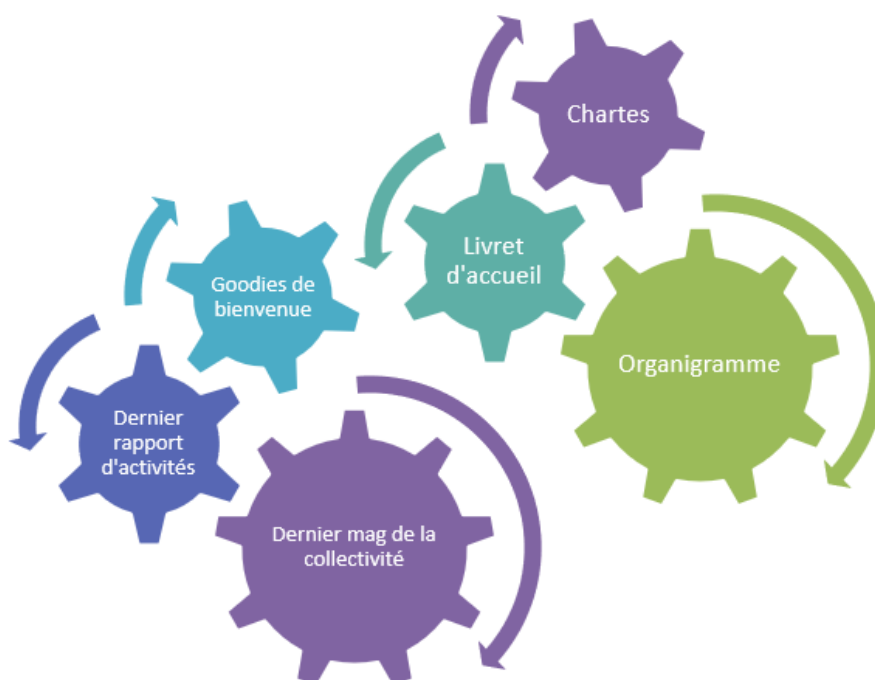 Chartes
Livret
d'accueil
Organigramme
Goodies de
bienvenue
Dernier
rapport
d'activités
Dernier mag de la
collectivité